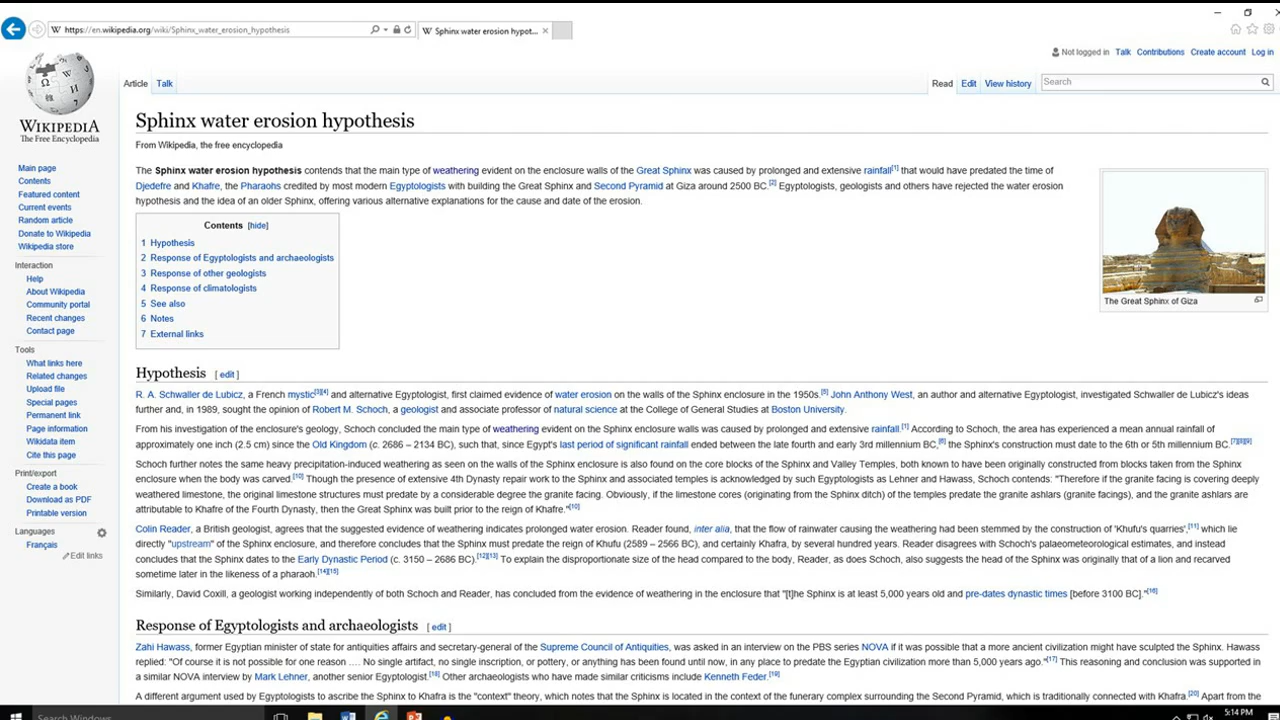 https://en.wikipedia.org/wiki/Sphinx_water_erosion_hypothesis
W Sphinx water erosion hypot...
Not logged in Talk Contributions Create account Log in
Article Talk
Read Edit View history Search
WIKIPEDIA
The Free Encyclopedia
Main page
Contents
Featured content
Current events
Random article
Donate to Wikipedia
Wikipedia store
Interaction
Help
About Wikipedia
Community portal
Recent changes
Contact page
Tools
What links here
Related changes
Upload file
Special pages
Permanent link
Page information
Wikidata item
Cite this page
Print/export
Create a book
Download as PDF
Printable version
Languages
Français
Edit links
Sphinx water erosion hypothesis
From Wikipedia, the free encyclopedia
The Sphinx water erosion hypothesis contends that the main type of weathering evident on the enclosure walls of the Great Sphinx was caused by prolonged and extensive rainfall[1] that would have predated the time of
Djedefre and Khafre, the Pharaohs credited by most modern Egyptologists with building the Great Sphinx and Second Pyramid at Giza around 2500 BC.[2] Egyptologists, geologists and others have rejected the water erosion
hypothesis and the idea of an older Sphinx, offering various alternative explanations for the cause and date of the erosion.
The Great Sphinx of Giza
Contents [hide]
1 Hypothesis
2 Response of Egyptologists and archaeologists
3 Response of other geologists
4 Response of climatologists
5 See also
6 Notes
7 External links
Hypothesis [ edit ]
R. A. Schwaller de Lubicz, a French mystic[3][4] and alternative Egyptologist, first claimed evidence of water erosion on the walls of the Sphinx enclosure in the 1950s.[5] John Anthony West, an author and alternative Egyptologist, investigated Schwaller de Lubicz's ideas
further and, in 1989, sought the opinion of Robert M. Schoch, a geologist and associate professor of natural science at the College of General Studies at Boston University.
From his investigation of the enclosure's geology, Schoch concluded the main type of weathering evident on the Sphinx enclosure walls was caused by prolonged and extensive rainfall.[1] According to Schoch, the area has experienced a mean annual rainfall of
approximately one inch (2.5 cm) since the Old Kingdom (c. 2686 – 2134 BC), such that, since Egypt's last period of significant rainfall ended between the late fourth and early 3rd millennium BC,[6] the Sphinx's construction must date to the 6th or 5th millennium BC.[7][8][9]
Schoch further notes the same heavy precipitation-induced weathering as seen on the walls of the Sphinx enclosure is also found on the core blocks of the Sphinx and Valley Temples, both known to have been originally constructed from blocks taken from the Sphinx
enclosure when the body was carved.[10] Though the presence of extensive 4th Dynasty repair work to the Sphinx and associated temples is acknowledged by such Egyptologists as Lehner and Hawass, Schoch contends: "Therefore if the granite facing is covering deeply
weathered limestone, the original limestone structures must predate by a considerable degree the granite facing. Obviously, if the limestone cores (originating from the Sphinx ditch) of the temples predate the granite ashlars (granite facings), and the granite ashlars are
attributable to Khafre of the Fourth Dynasty, then the Great Sphinx was built prior to the reign of Khafre."[10]
Colin Reader, a British geologist, agrees that the suggested evidence of weathering indicates prolonged water erosion. Reader found, inter alia, that the flow of rainwater causing the weathering had been stemmed by the construction of 'Khufu's quarries',[11] which lie
directly "upstream" of the Sphinx enclosure, and therefore concludes that the Sphinx must predate the reign of Khufu (2589 – 2566 BC), and certainly Khafra, by several hundred years. Reader disagrees with Schoch's palaeometeorological estimates, and instead
concludes that the Sphinx dates to the Early Dynastic Period (c. 3150 – 2686 BC).[12][13] To explain the disproportionate size of the head compared to the body, Reader, as does Schoch, also suggests the head of the Sphinx was originally that of a lion and recarved
sometime later in the likeness of a pharaoh.[14][15]
Similarly, David Coxill, a geologist working independently of both Schoch and Reader, has concluded from the evidence of weathering in the enclosure that "[t]he Sphinx is at least 5,000 years old and pre-dates dynastic times [before 3100 BC]."[16]
Response of Egyptologists and archaeologists [ edit ]
Zahi Hawass, former Egyptian minister of state for antiquities affairs and secretary-general of the Supreme Council of Antiquities, was asked in an interview on the PBS series NOVA if it was possible that a more ancient civilization might have sculpted the Sphinx. Hawass
replied: "Of course it is not possible for one reason .... No single artifact, no single inscription, or pottery, or anything has been found until now, in any place to predate the Egyptian civilization more than 5,000 years ago."[17] This reasoning and conclusion was supported in
a similar NOVA interview by Mark Lehner, another senior Egyptologist.[18] Other archaeologists who have made similar criticisms include Kenneth Feder.[19]
A different argument used by Egyptologists to ascribe the Sphinx to Khafra is the "context" theory, which notes that the Sphinx is located in the context of the funerary complex surrounding the Second Pyramid, which is traditionally connected with Khafra.[20] Apart from the
Search Windows
5:14 PM